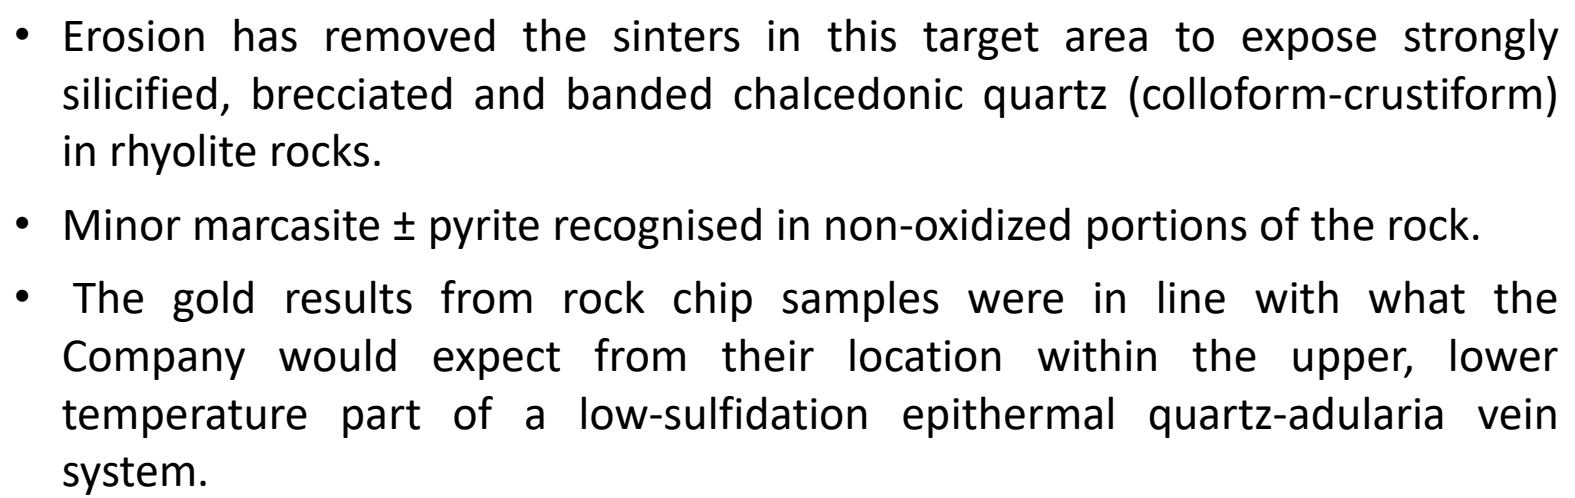 • Erosion has removed the sinters in this target area to expose strongly
silicified, brecciated and banded chalcedonic quartz (colloform-crustiform)
in rhyolite rocks.
• Minor marcasite ± pyrite recognised in non-oxidized portions of the rock.
• The gold results from rock chip samples were in line with what the
Company would expect from their location within the upper, lower
temperature part of a low-sulfidation epithermal quartz-adularia vein
system.